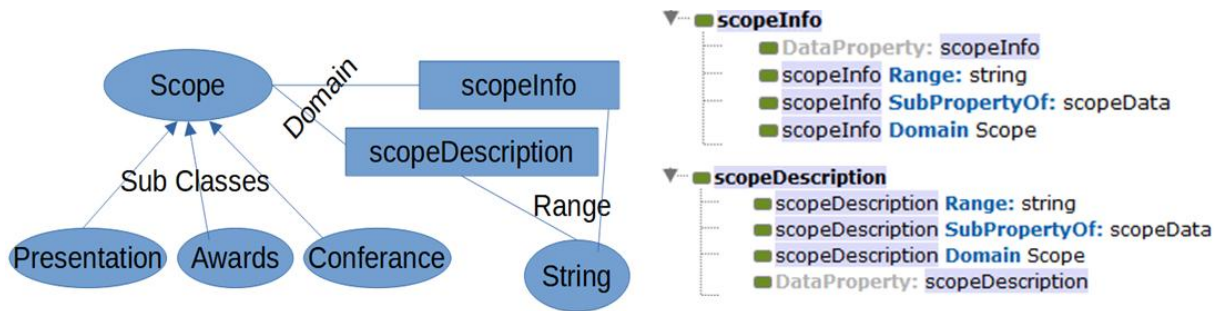 Scope
Domain
scopeInfo
scopeDescription
Sub Classes
Range
Presentation
Awards
Conferance
String
scopeInfo
DataProperty: scopeInfo
scopeInfo Range: string
scopeInfo SubPropertyOf: scopeData
scopeInfo Domain Scope
scopeDescription
scopeDescription Range: string
scopeDescription SubPropertyOf: scopeData
scopeDescription Domain Scope
DataProperty: scopeDescription